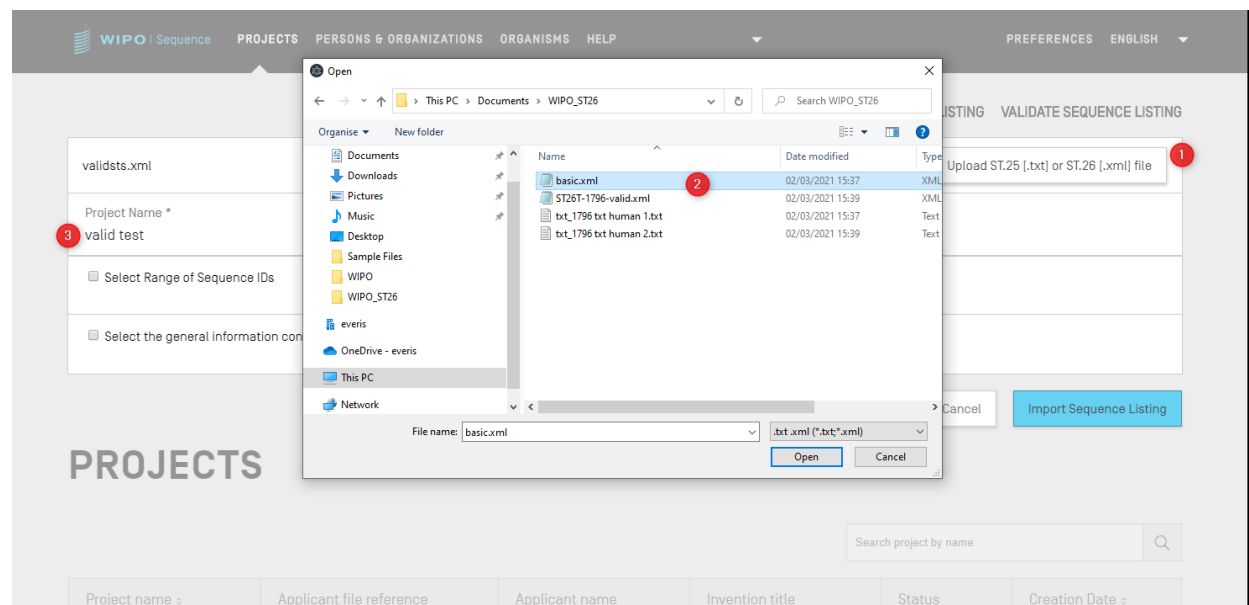 WIPO | Sequence PROJECTS PERSONS & ORGANIZATIONS ORGANISMS HELP PREFERENCES ENGLISH
Open
This PC > Documents > WIPO_ST26 Search WIPO_ST26
LISTING VALIDATE SEQUENCE LISTING
Organise New folder
Documents
Downloads
Pictures
Music
Desktop
Sample Files
WIPO
WIPO_ST26
everis
OneDrive - everis
This PC
Network
Name Date modified Type
basic.xml 2 02/03/2021 15:37 XML
ST26T-1796-valid.xml 02/03/2021 15:39 XML
txt_1796 txt human 1.txt 02/03/2021 15:37 Text
txt_1796 txt human 2.txt 02/03/2021 15:39 Text
File name: basic.xml .txt .xml (*.txt;*.xml)
Open Cancel
validsts.xml
Upload ST.25 [.txt] or ST.26 [.xml] file 1
Project Name *
3 valid test
Select Range of Sequence IDs
Select the general information con
Cancel Import Sequence Listing
PROJECTS
Search project by name
Project name Applicant file reference Applicant name Invention title Status Creation Date